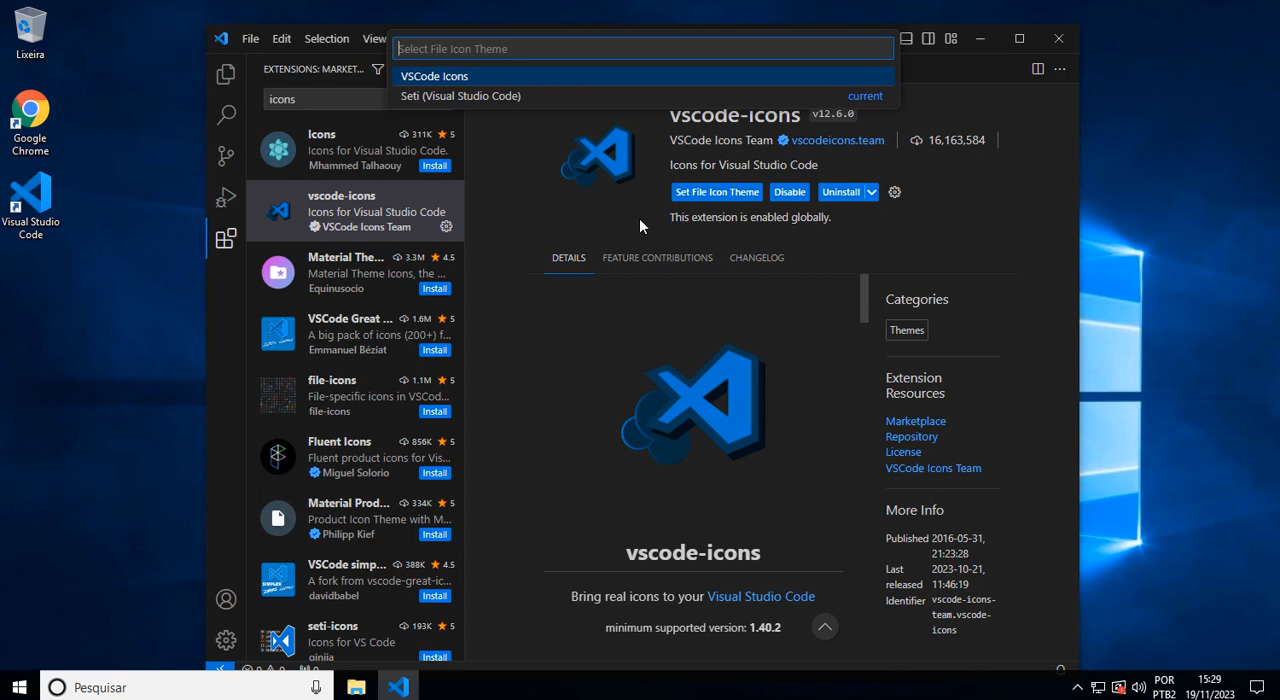 Lixeira
Google
Chrome
Visual Studio
Code
File Edit Selection View
Select File Icon Theme
VSCode Icons
Seti (Visual Studio Code) current
EXTENSIONS: MARKET...
icons
Icons 311K 5
Icons for Visual Studio Code.
Mhammed Talhaouy Install
vscode-icons
Icons for Visual Studio Code
VSCode Icons Team
Material The... 3.3M 4.5
Material Theme Icons, the ...
Equinusocio Install
VSCode Great ... 1.6M 5
A big pack of icons (200+) f...
Emmanuel Béziat Install
file-icons 1.1M 5
File-specific icons in VSCod...
file-icons Install
Fluent Icons 856K 5
Fluent product icons for Vis...
Miguel Solorio Install
Material Prod... 334K 5
Product Icon Theme with M...
Philipp Kief Install
VSCode simp... 388K 4.5
A fork from vscode-great-ic...
davidbabel Install
seti-icons 193K 5
Icons for VS Code
qinjia Install
vscode-icons v12.6.0
VSCode Icons Team vscodeicons.team 16,163,584
Icons for Visual Studio Code
Set File Icon Theme Disable Uninstall
This extension is enabled globally.
DETAILS FEATURE CONTRIBUTIONS CHANGELOG
vscode-icons
Bring real icons to your Visual Studio Code
minimum supported version: 1.40.2
Categories
Themes
Extension
Resources
Marketplace
Repository
License
VSCode Icons Team
More Info
Published 2016-05-31,
21:23:28
Last 2023-10-21,
released 11:46:19
Identifier vscode-icons-
team.vscode-
icons
Pesquisar
POR
PTB2
15:29
19/11/2023